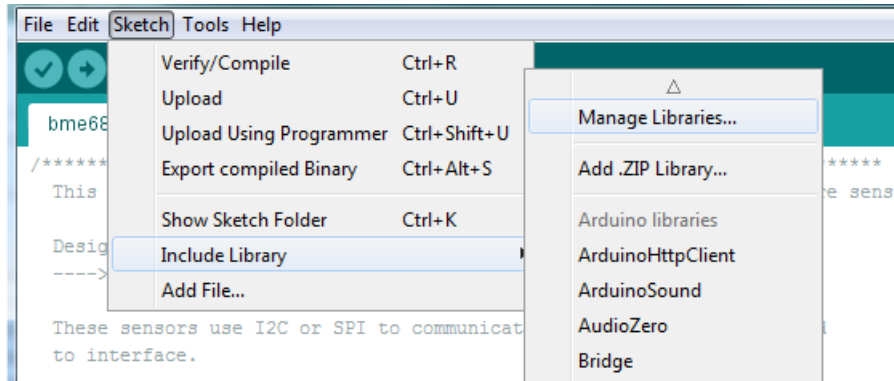 File Edit Sketch Tools Help
Verify/Compile Ctrl+R
Upload Ctrl+U
Upload Using Programmer Ctrl+Shift+U
Export compiled Binary Ctrl+Alt+S
Show Sketch Folder Ctrl+K
Include Library
Add File...
Manage Libraries...
Add .ZIP Library...
Arduino libraries
ArduinoHttpClient
ArduinoSound
AudioZero
Bridge
bme68
/****** *****
This re sens
Desig
---->
These sensors use I2C or SPI to communicat
to interface.